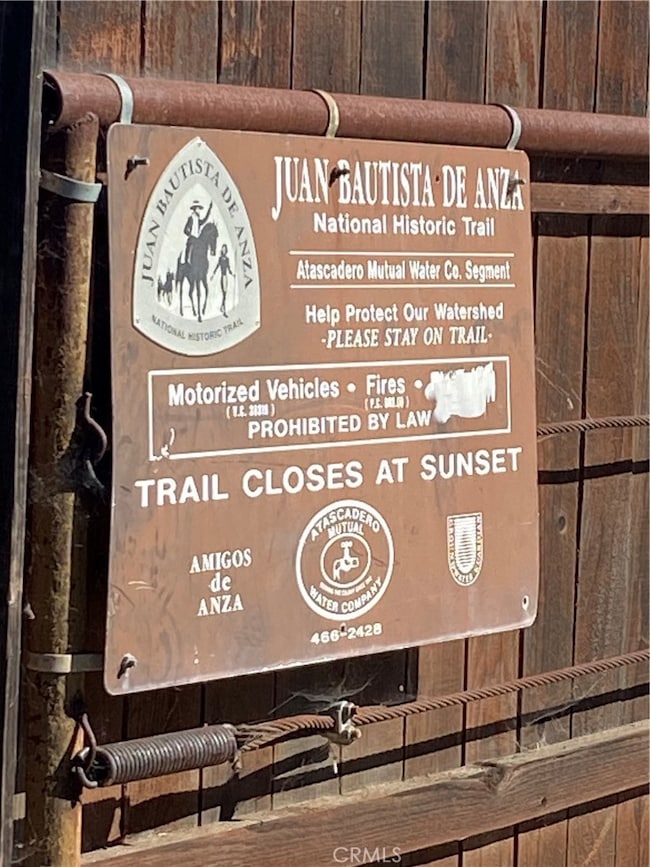 JUAN BAUTISTA DE ANZA
NATIONAL HISTORIC TRAIL
JUAN BAUTISTA DE ANZA
National Historic Trail
Atascadero Mutual Water Co. Segment
Help Protect Our Watershed
-PLEASE STAY ON TRAIL-
Motorized Vehicles • Fires •
PROHIBITED BY LAW
TRAIL CLOSES AT SUNSET
AMIGOS
de
ANZA
ATASCADERO
MUTUAL
WATER COMPANY
466-2428
CRMLS